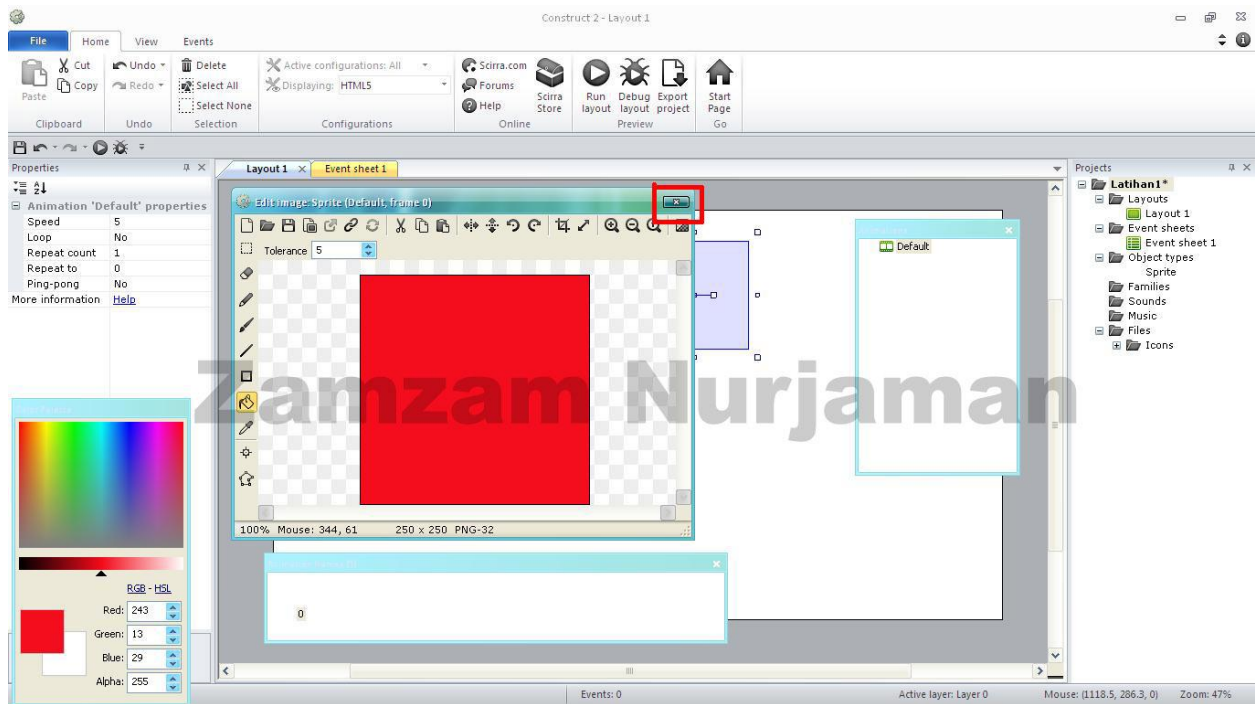 Construct 2 - Layout 1
File Home View Events
Paste
Cut
Copy
Clipboard
Undo
Redo
Undo
Delete
Select All
Select None
Selection
Active configurations: All
Displaying: HTML5
Configurations
Scirra.com
Forums
Help
Scirra Store
Online
Run layout
Debug layout
Export project
Preview
Start Page
Go
Properties
Animation 'Default' properties
Speed 5
Loop No
Repeat count 1
Repeat to 0
Ping-pong No
More information Help
Layout 1 Event sheet 1
Edit image: Sprite (Default, frame 0)
Tolerance 5
100% Mouse: 344, 61 250 x 250 PNG-32
Default
0
RGB - HSL
Red: 243
Green: 13
Blue: 29
Alpha: 255
Projects
Latihan1*
Layouts
Layout 1
Event sheets
Event sheet 1
Object types
Sprite
Families
Sounds
Music
Files
Icons
Zamzam Nurjaman
Events: 0 Active layer: Layer 0 Mouse: (1118.5, 286.3, 0) Zoom: 47%